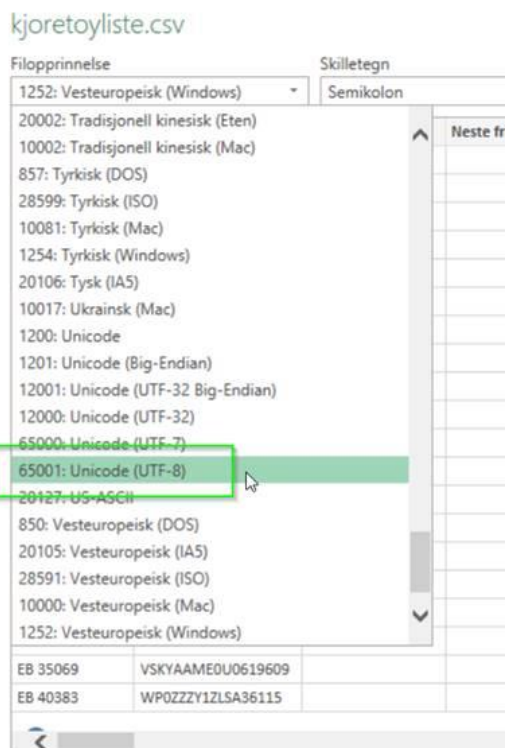 kjoretoyliste.csv
Filopprinnelse Skilletegn
1252: Vesteuropeisk (Windows) Semikolon
20002: Tradisjonell kinesisk (Eten)
Neste fr
10002: Tradisjonell kinesisk (Mac)
857: Tyrkisk (DOS)
28599: Tyrkisk (ISO)
10081: Tyrkisk (Mac)
1254: Tyrkisk (Windows)
20106: Tysk (IA5)
10017: Ukrainsk (Mac)
1200: Unicode
1201: Unicode (Big-Endian)
12001: Unicode (UTF-32 Big-Endian)
12000: Unicode (UTF-32)
65000: Unicode (UTF-7)
65001: Unicode (UTF-8)
20127: US-ASCII
850: Vesteuropeisk (DOS)
20105: Vesteuropeisk (IA5)
28591: Vesteuropeisk (ISO)
10000: Vesteuropeisk (Mac)
1252: Vesteuropeisk (Windows)
EB 35069 VSKYAAME0U0619609
EB 40383 WP0ZZZY1ZLSA36115